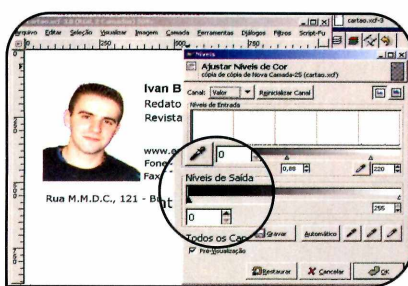 cartao.xcf
Arquivo Editar Seleção Visualizar Imagem Camada Ferramentas Diálogos Filtros Script-Fu
250 500 750
Níveis
Ajustar Níveis de Cor
cópia de cópia de Nova Camada-25 (cartao.xcf)
Canal: Valor Reinicializar Canal
Níveis de Entrada
Ivan B
Redato
Revista
0 0,88 220
www.
Fone
Fax
Níveis de Saída
Rua M.M.D.C., 121 - B
0 255
Todos os Ca Gravar Automático
Pré-Visualização
Restaurar Cancelar OK